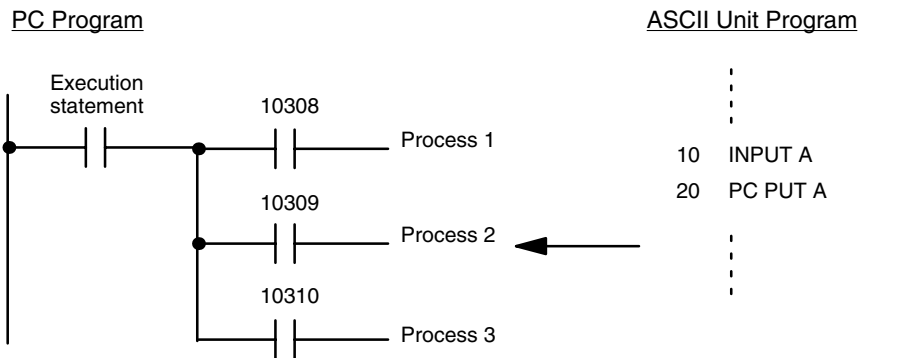 PC Program
ASCII Unit Program
Execution
statement
10308
Process 1
10 INPUT A
20 PC PUT A
10309
Process 2
10310
Process 3